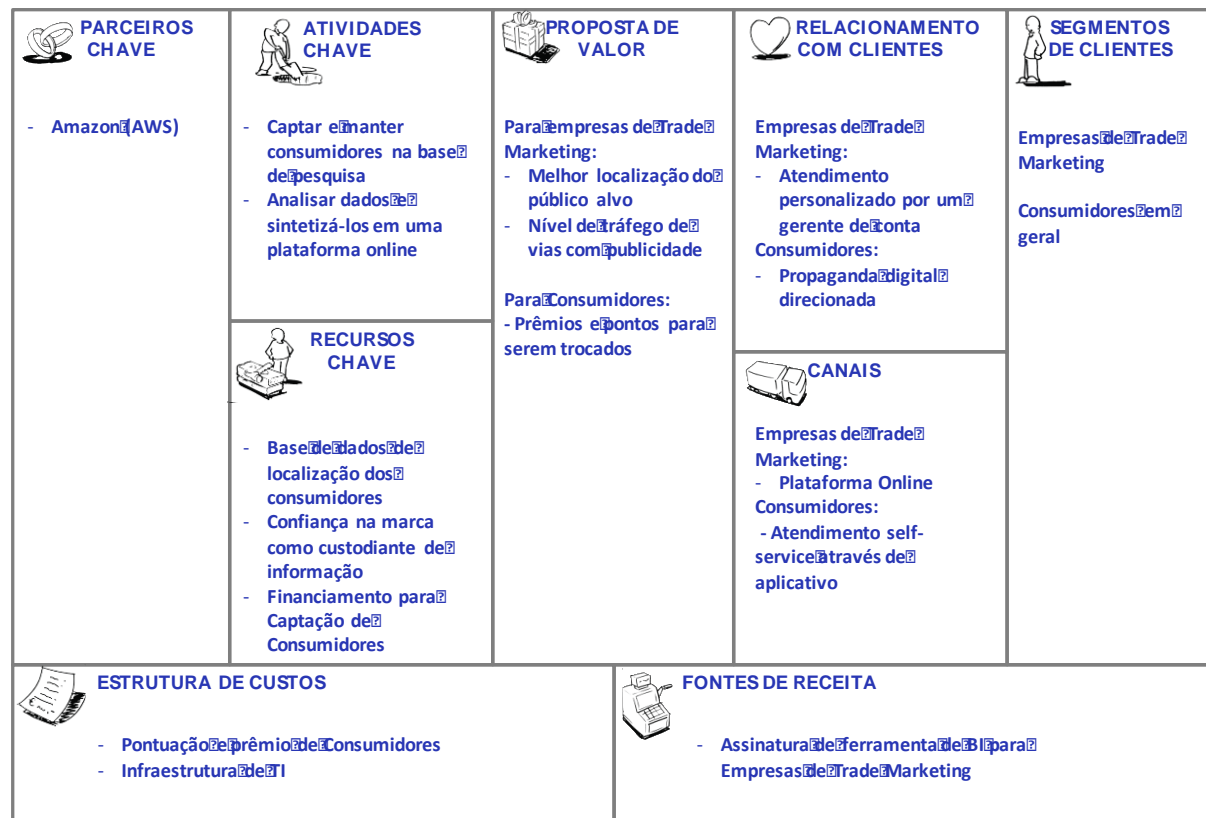 PARCEIROS
CHAVE
- Amazon (AWS)
ATIVIDADES
CHAVE
- Captar e manter
consumidores na base
de pesquisa
- Analisar dados e
sintetizá-los em uma
plataforma online
RECURSOS
CHAVE
- Base de dados de
localização dos
consumidores
- Confiança na marca
como custodiante de
informação
- Financiamento para
Captação de
Consumidores
PROPOSTA DE
VALOR
Para empresas de Trade
Marketing:
- Melhor localização do
público alvo
- Nível de tráfego de
vias com publicidade
Para Consumidores:
- Prêmios e pontos para
serem trocados
RELACIONAMENTO
COM CLIENTES
Empresas de Trade
Marketing:
- Atendimento
personalizado por um
gerente de conta
Consumidores:
- Propaganda digital
direcionada
CANAIS
Empresas de Trade
Marketing:
- Plataforma Online
Consumidores:
- Atendimento self-
service através de
aplicativo
SEGMENTOS
DE CLIENTES
Empresas de Trade
Marketing
Consumidores em
geral
ESTRUTURA DE CUSTOS
- Pontuação e prêmio de Consumidores
- Infraestrutura de TI
FONTES DE RECEITA
- Assinatura de ferramenta de BI para
Empresas de Trade Marketing